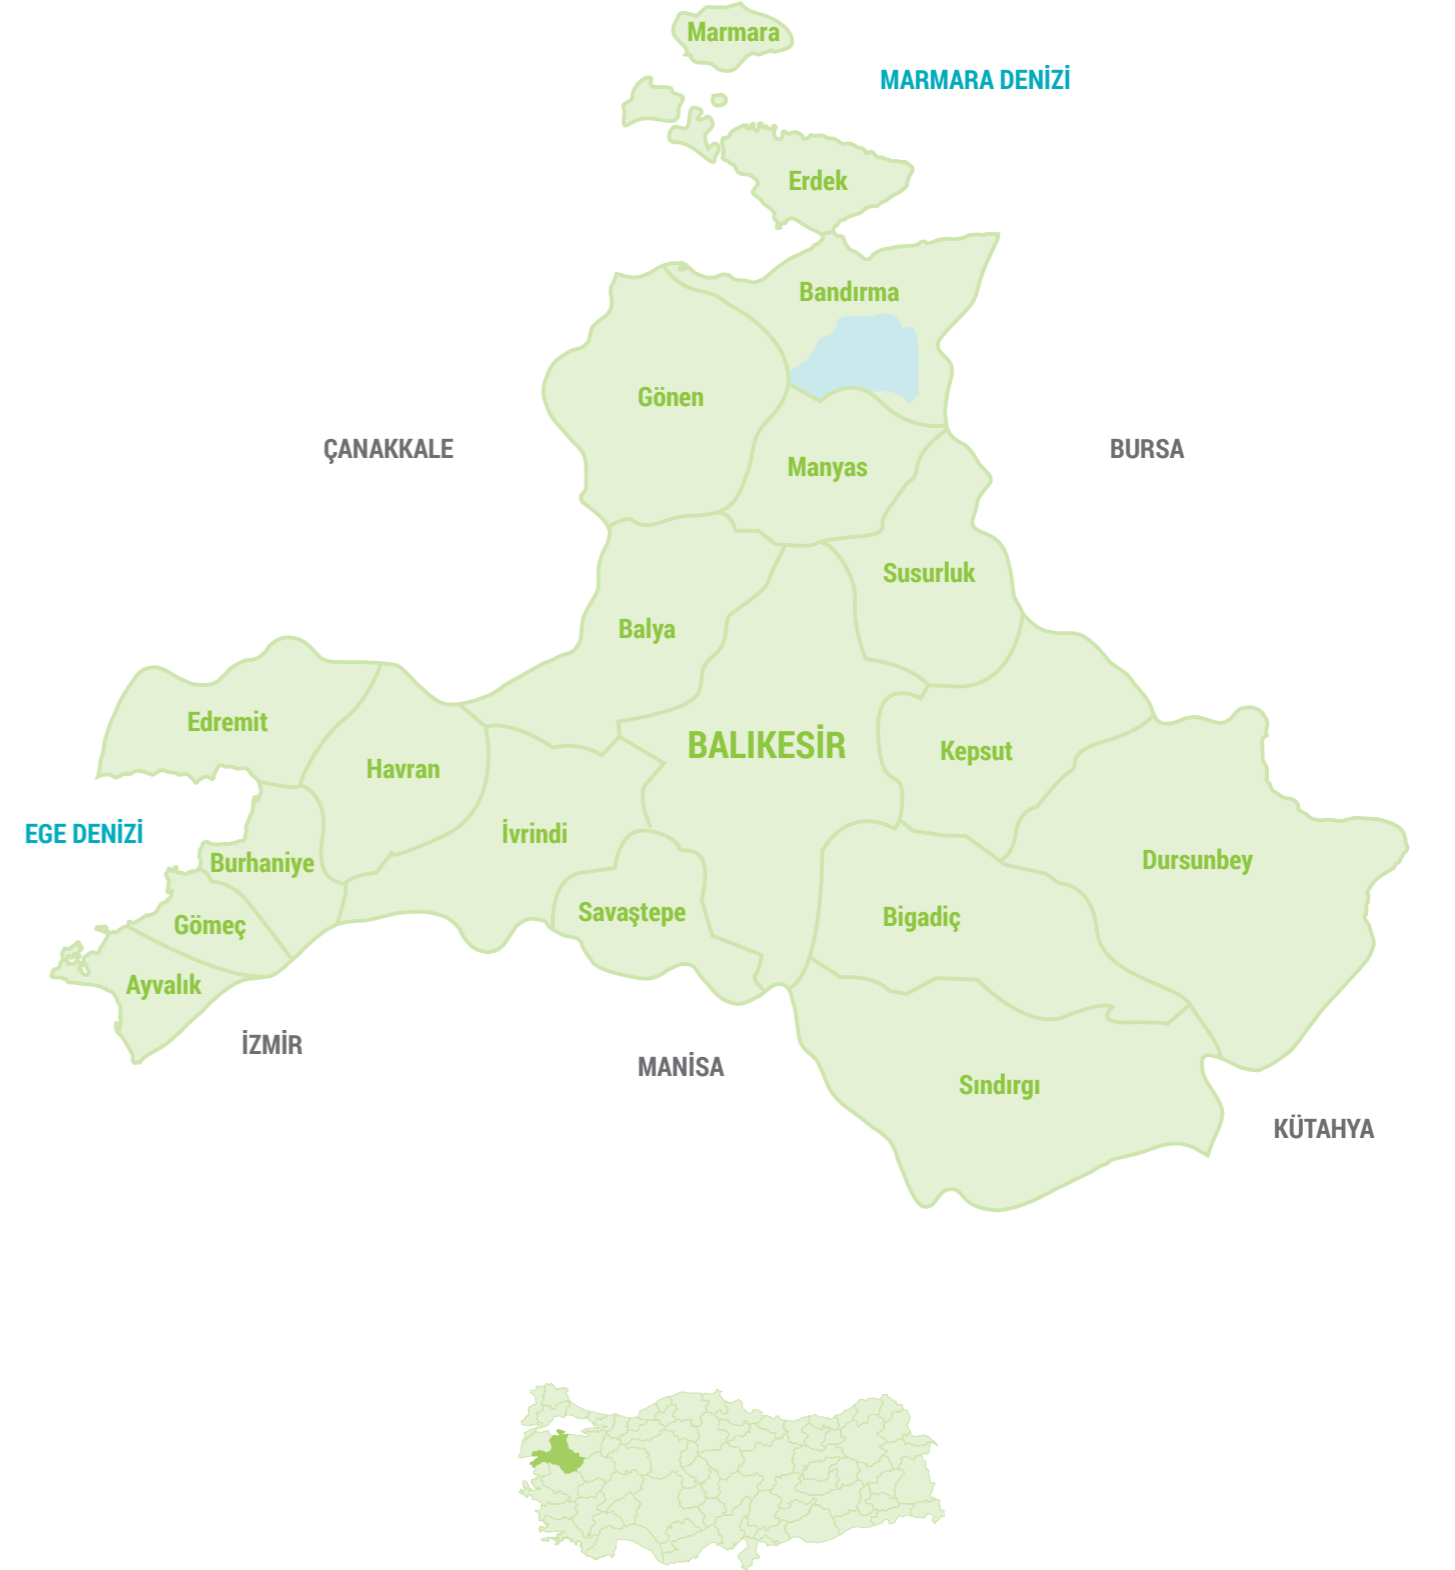 Marmara
MARMARA DENİZİ
Erdek
Bandırma
Gönen
ÇANAKKALE
BURSA
Manyas
Susurluk
Balya
Edremit
BALIKESİR
Kepsut
Havran
EGE DENİZİ
İvrindi
Burhaniye
Dursunbey
Savaştepe
Bigadiç
Gömeç
Ayvalık
İZMİR
MANİSA
Sındırgı
KÜTAHYA